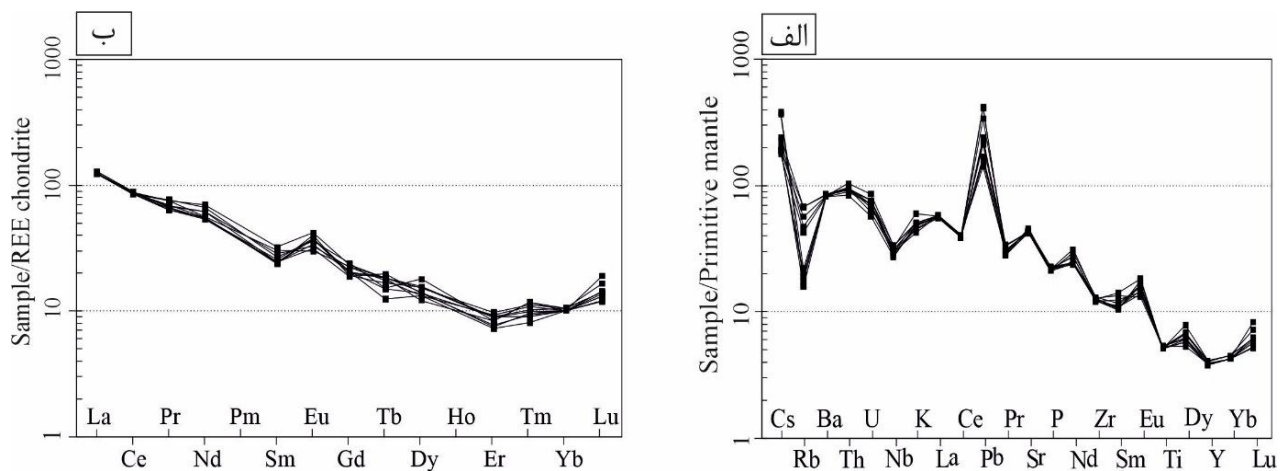 ب
1000
100
10
1
Sample/REE chondrite
La Pr Pm Eu Tb Ho Tm Lu
Ce Nd Sm Gd Dy Er Yb
الف
1000
100
10
1
Sample/Primitive mantle
Cs Ba U K Ce Pr P Zr Eu Dy Yb
Rb Th Nb La Pb Sr Nd Sm Ti Y Lu